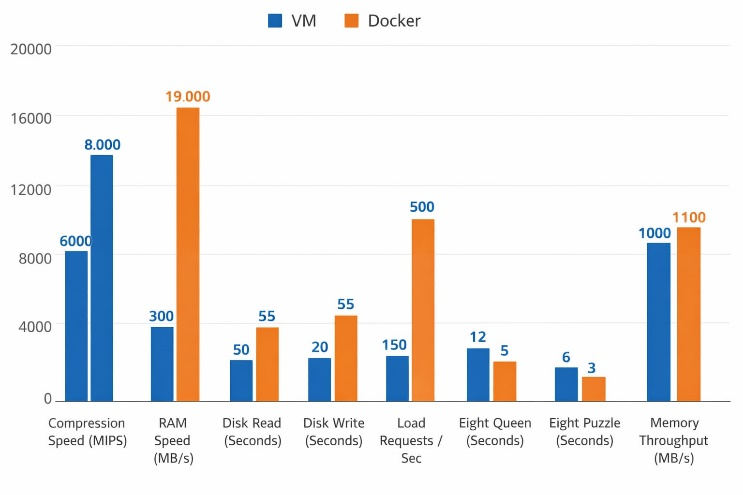 VM Docker
20000
16000
12000
8000
4000
0
6000
8.000
300
19.000
50
55
20
55
150
500
12
5
6
3
1000
1100
Compression
Speed (MIPS)
RAM
Speed
(MB/s)
Disk Read
(Seconds)
Disk Write
(Seconds)
Load
Requests /
Sec
Eight Queen
(Seconds)
Eight Puzzle
(Seconds)
Memory
Throughput
(MB/s)